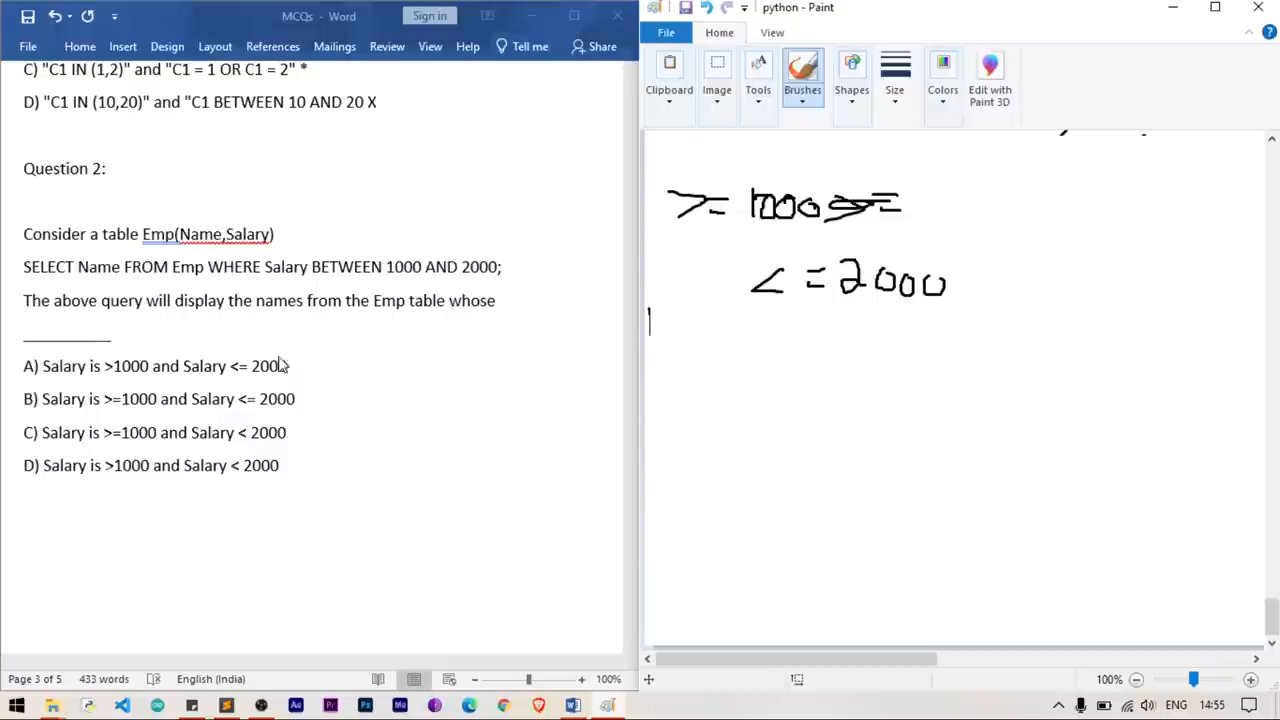 MCQs - Word
Sign in
File Home Insert Design Layout References Mailings Review View Help Tell me Share
C) "C1 IN (1,2)" and "C1 = 1 OR C1 = 2" *
D) "C1 IN (10,20)" and "C1 BETWEEN 10 AND 20 X
Question 2:
Consider a table Emp(Name,Salary)
SELECT Name FROM Emp WHERE Salary BETWEEN 1000 AND 2000;
The above query will display the names from the Emp table whose
___________
A) Salary is >1000 and Salary <= 2000
B) Salary is >=1000 and Salary <= 2000
C) Salary is >=1000 and Salary < 2000
D) Salary is >1000 and Salary < 2000
Page 3 of 5 433 words English (India) 100%
python - Paint
File Home View
Clipboard Image Tools Brushes Shapes Size Colors Edit with
Paint 3D
>= 1000
<= 2000
100%
Ae Au Pr Ps Me
ENG 14:55